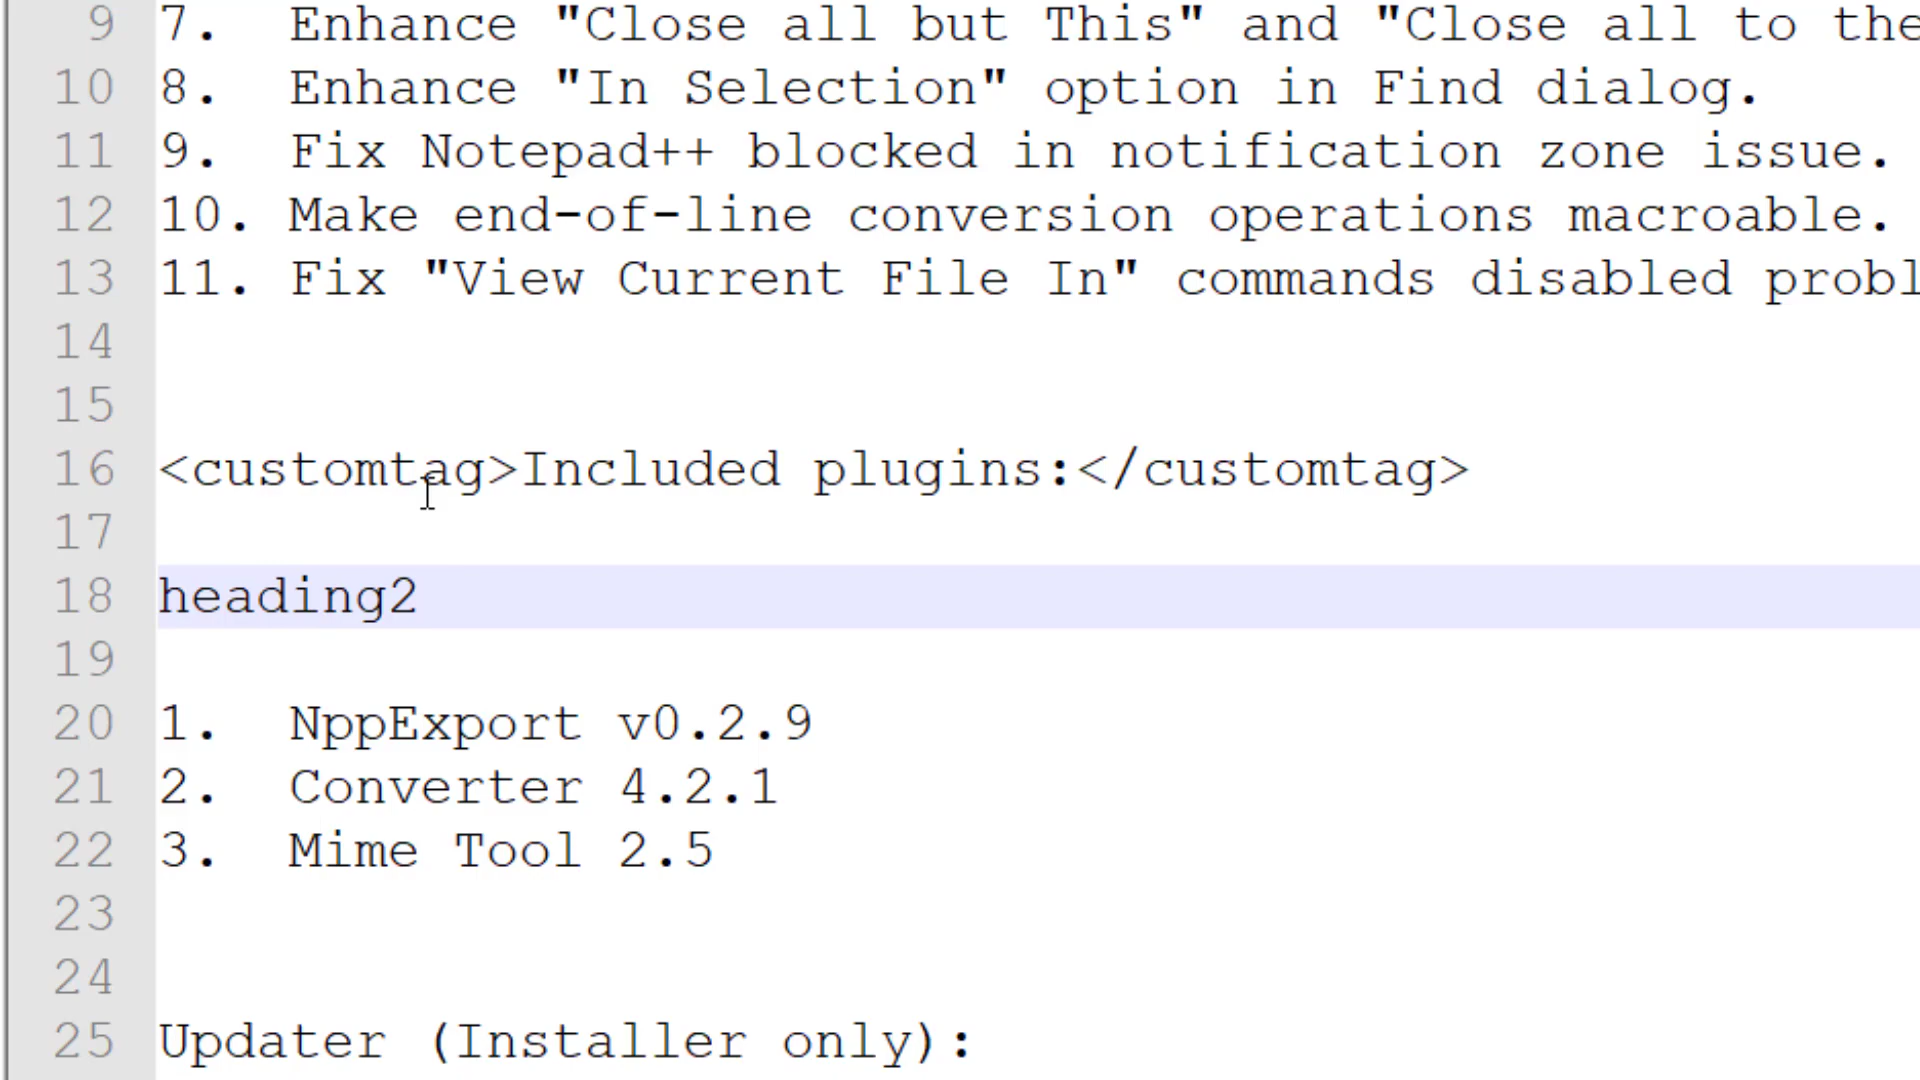 9 7.  Enhance "Close all but This" and "Close all to the
10 8.  Enhance "In Selection" option in Find dialog.
11 9.  Fix Notepad++ blocked in notification zone issue.
12 10. Make end-of-line conversion operations macroable.
13 11. Fix "View Current File In" commands disabled probl
14
15
16 <customtag>Included plugins:</customtag>
17
18 heading2
19
20 1.  NppExport v0.2.9
21 2.  Converter 4.2.1
22 3.  Mime Tool 2.5
23
24
25 Updater (Installer only):